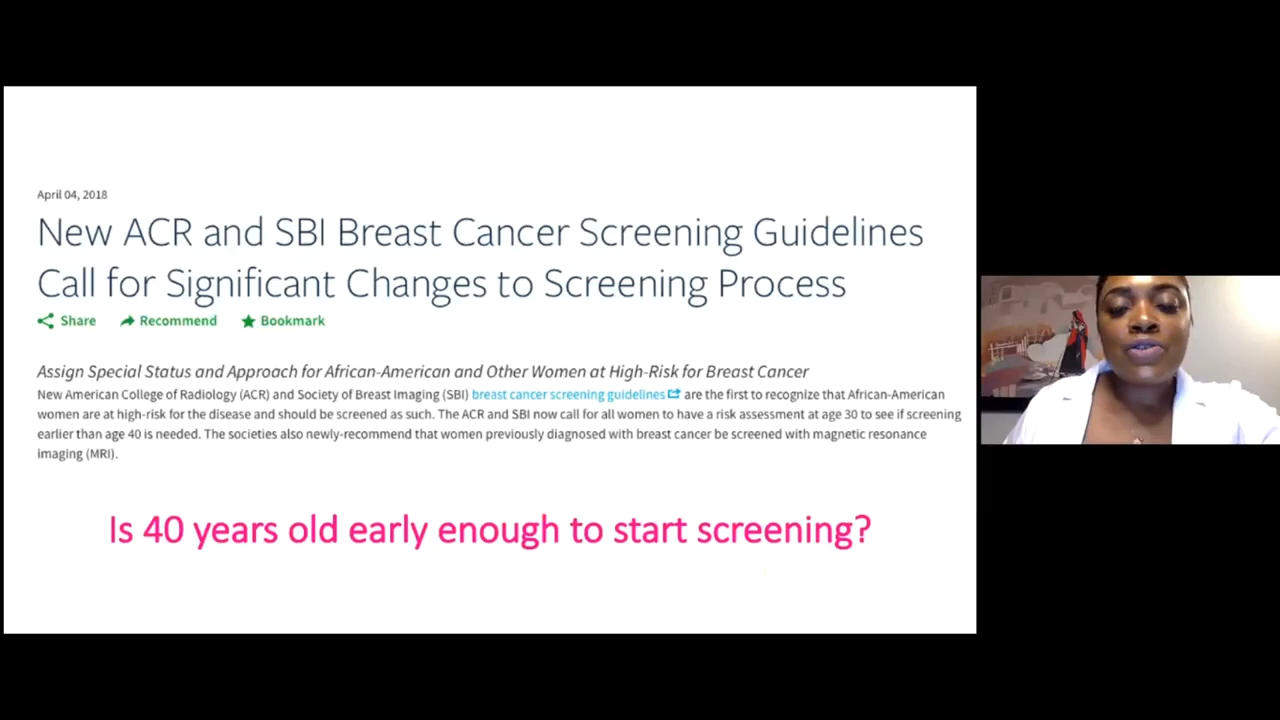 April 04, 2018
New ACR and SBI Breast Cancer Screening Guidelines
Call for Significant Changes to Screening Process
Share Recommend Bookmark
Assign Special Status and Approach for African-American and Other Women at High-Risk for Breast Cancer
New American College of Radiology (ACR) and Society of Breast Imaging (SBI) breast cancer screening guidelines are the first to recognize that African-American
women are at high-risk for the disease and should be screened as such. The ACR and SBI now call for all women to have a risk assessment at age 30 to see if screening
earlier than age 40 is needed. The societies also newly-recommend that women previously diagnosed with breast cancer be screened with magnetic resonance
imaging (MRI).
Is 40 years old early enough to start screening?